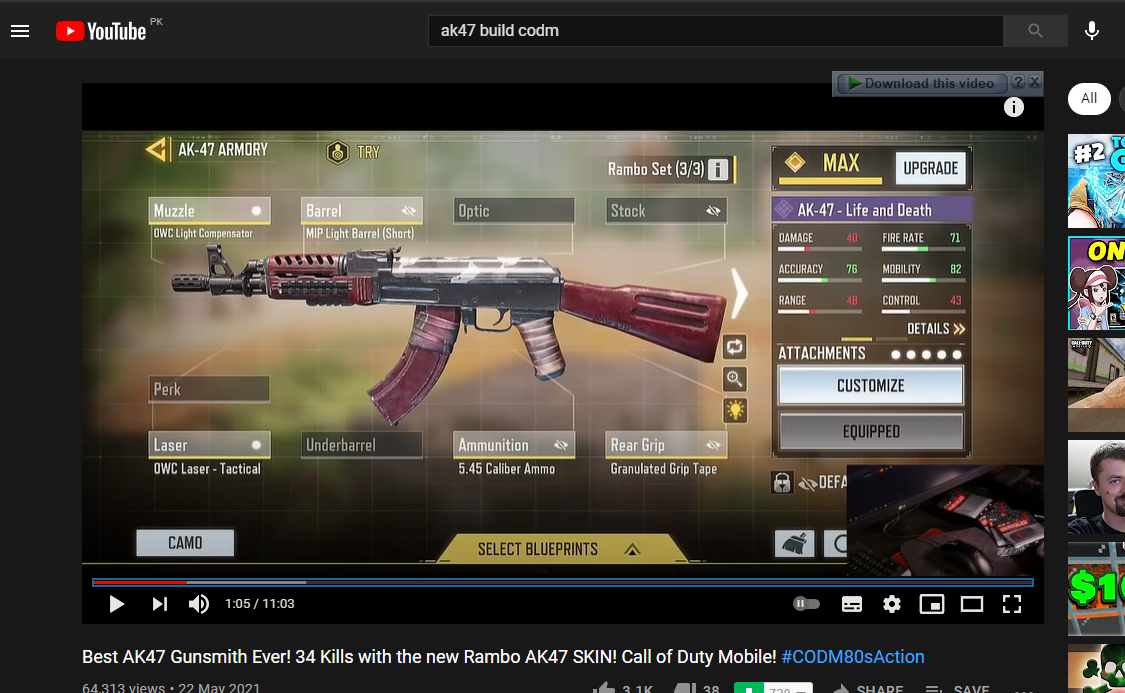 YouTube PK
ak47 build codm
Download this video ? X
i
All
AK-47 ARMORY
TRY
Rambo Set (3/3) i
MAX
UPGRADE
Muzzle
OWC Light Compensator
Barrel
MIP Light Barrel (Short)
Optic
Stock
AK-47 - Life and Death
DAMAGE 40 FIRE RATE 71
ACCURACY 76 MOBILITY 82
RANGE 48 CONTROL 43
DETAILS
ATTACHMENTS
CUSTOMIZE
EQUIPPED
Perk
Laser
OWC Laser - Tactical
Underbarrel
Ammunition
5.45 Caliber Ammo
Rear Grip
Granulated Grip Tape
DEFA
CAMO
SELECT BLUEPRINTS
#2
ON
$1
1:05 / 11:03
Best AK47 Gunsmith Ever! 34 Kills with the new Rambo AK47 SKIN! Call of Duty Mobile! #CODM80sAction
64,313 views • 22 May 2021
3.1K 38 SHARE SAVE